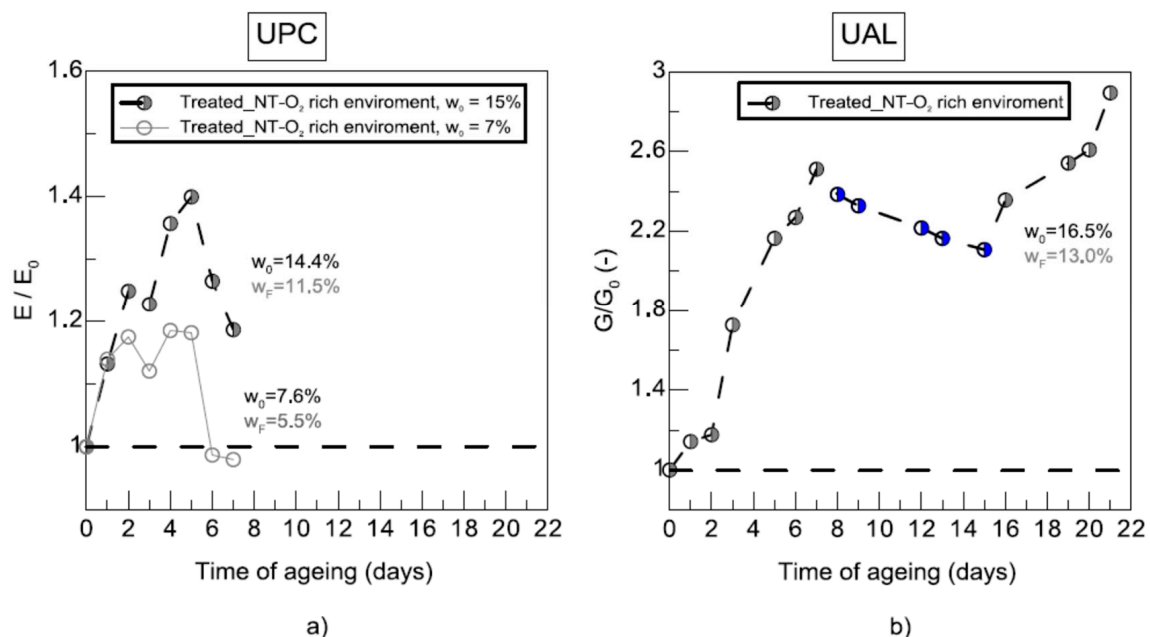 UPC
1.6
1.4
1.2
1
E / E₀
Treated_NT-O₂ rich enviroment, w₀ = 15%
Treated_NT-O₂ rich enviroment, w₀ = 7%
w₀=14.4%
w_F=11.5%
w₀=7.6%
w_F=5.5%
0 2 4 6 8 10 12 14 16 18 20 22
Time of ageing (days)
a)
UAL
3
2.6
2.2
1.8
1.4
1
G/G₀ (-)
Treated_NT-O₂ rich enviroment
w₀=16.5%
w_F=13.0%
0 2 4 6 8 10 12 14 16 18 20 22
Time of ageing (days)
b)